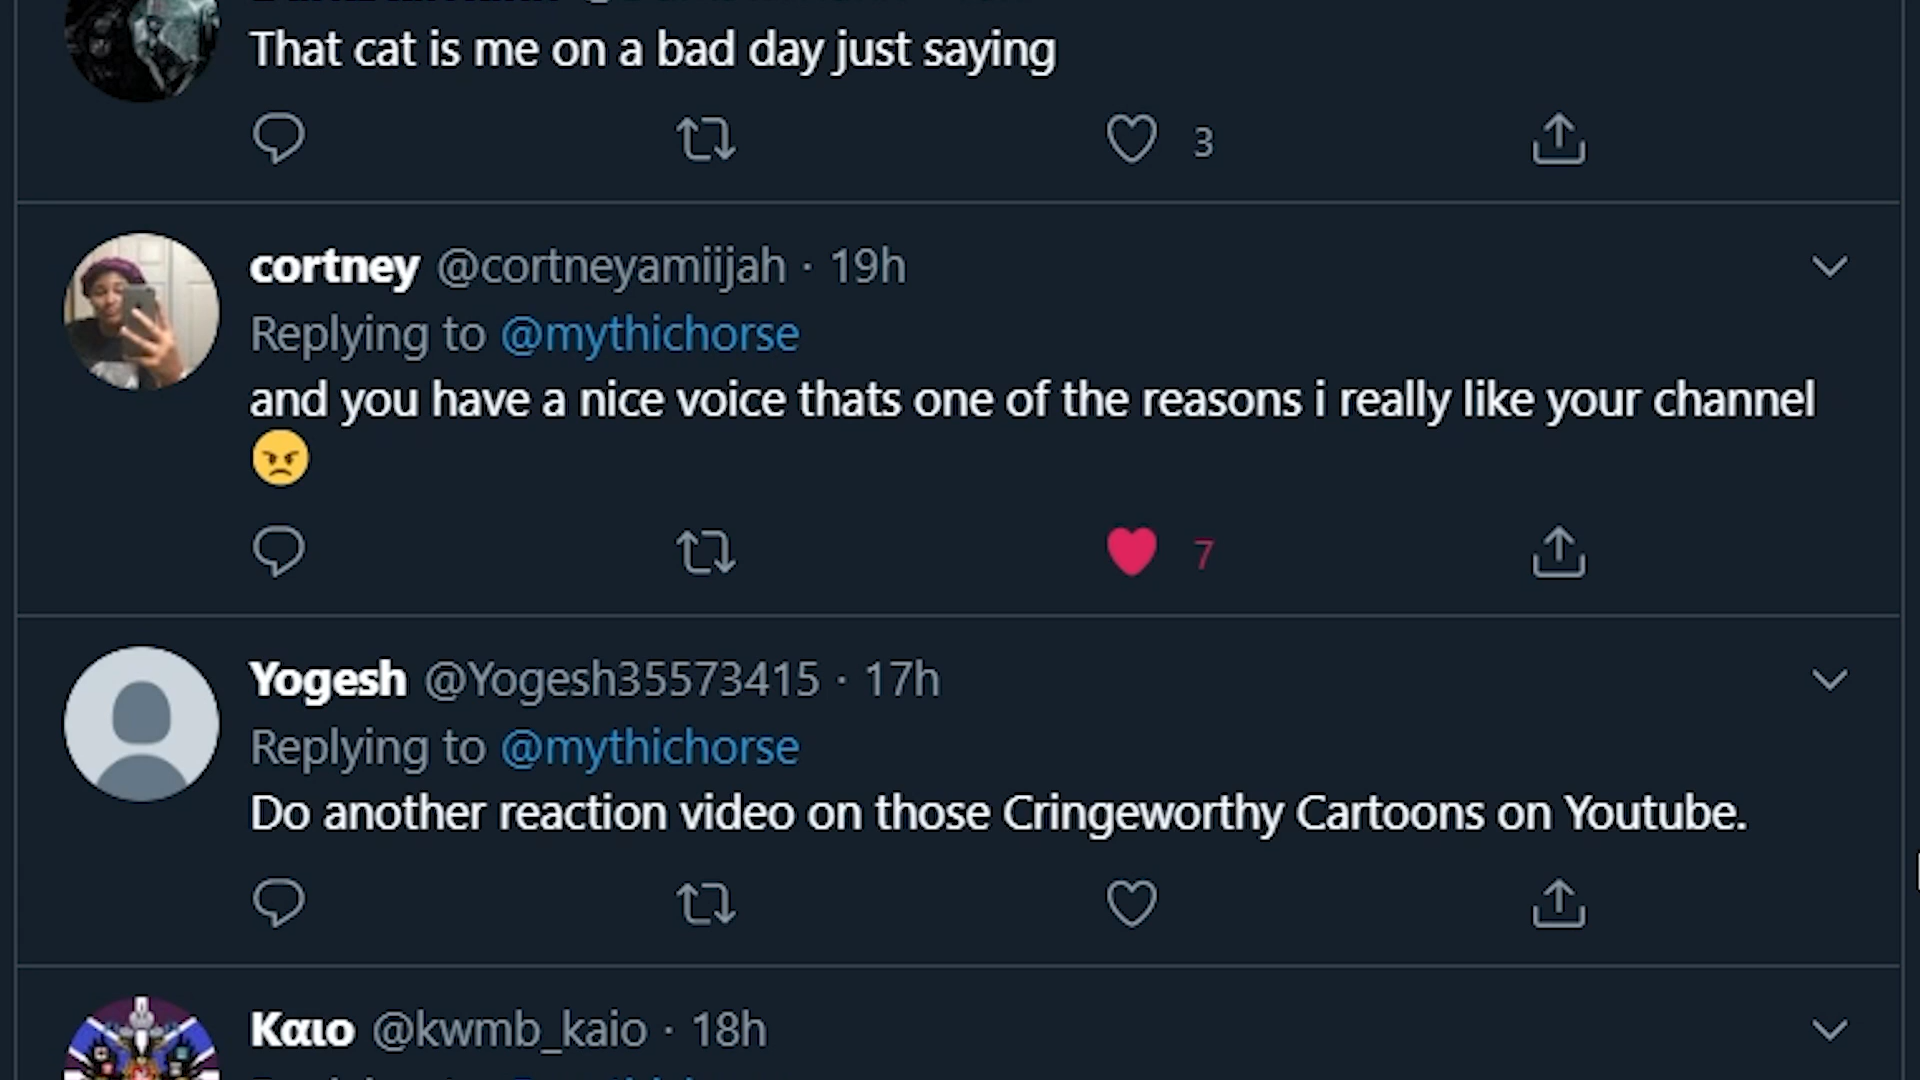 That cat is me on a bad day just saying
3
cortney @cortneyamiijah · 19h
Replying to @mythichorse
and you have a nice voice thats one of the reasons i really like your channel
😠
7
Yogesh @Yogesh35573415 · 17h
Replying to @mythichorse
Do another reaction video on those Cringeworthy Cartoons on Youtube.
Kαιο @kwmb_kaio · 18h